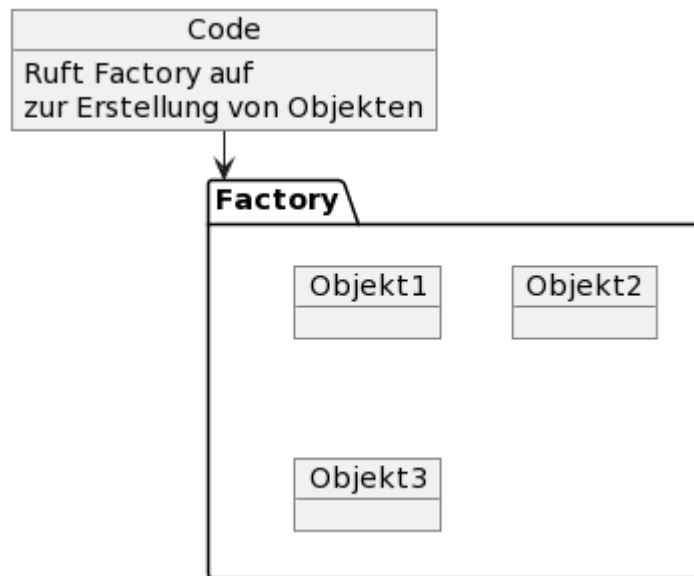 Code
Ruft Factory auf
zur Erstellung von Objekten
Factory
Objekt1
Objekt2
Objekt3